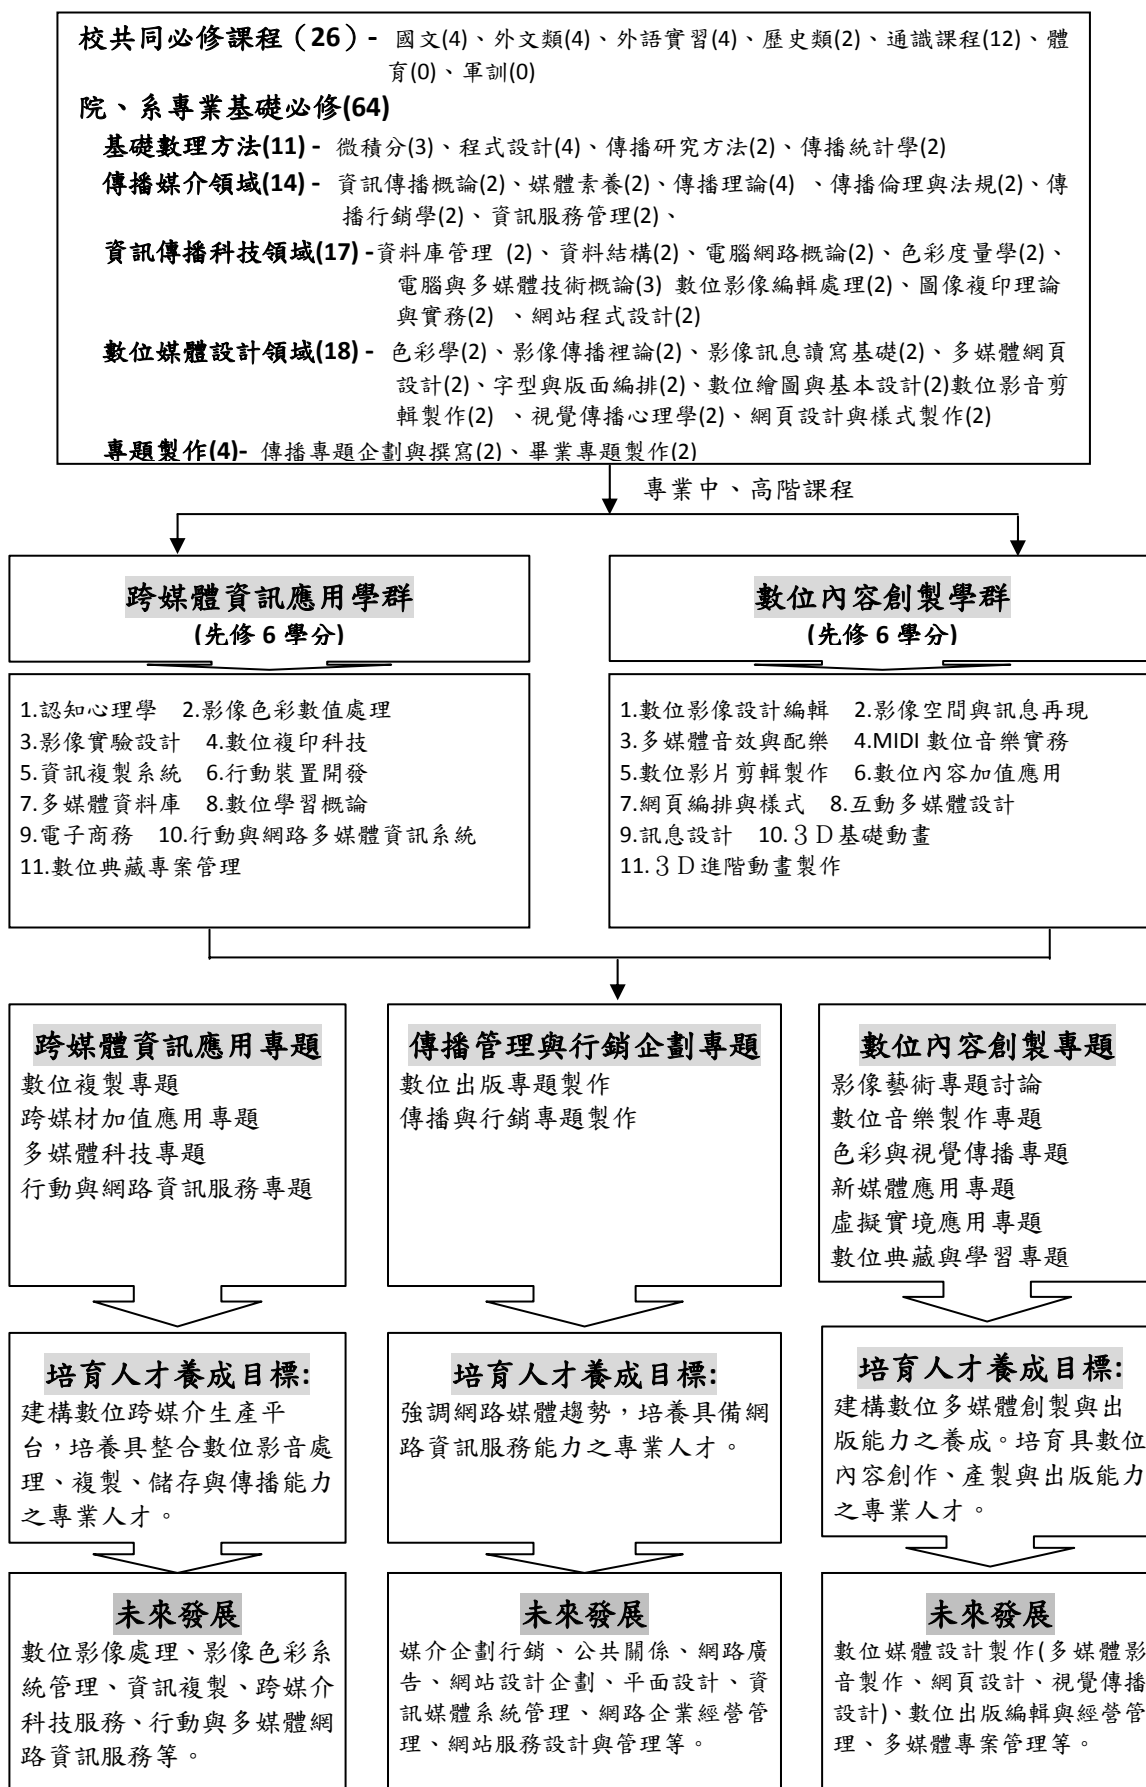 校共同必修課程（26）- 國文(4)、外文類(4)、外語實習(4)、歷史類(2)、通識課程(12)、體
育(0)、軍訓(0)
院、系專業基礎必修(64)
基礎數理方法(11) - 微積分(3)、程式設計(4)、傳播研究方法(2)、傳播統計學(2)
傳播媒介領域(14) - 資訊傳播概論(2)、媒體素養(2)、傳播理論(4) 、傳播倫理與法規(2)、傳
播行銷學(2)、資訊服務管理(2)、
資訊傳播科技領域(17) -資料庫管理 (2)、資料結構(2)、電腦網路概論(2)、色彩度量學(2)、
電腦與多媒體技術概論(3) 數位影像編輯處理(2)、圖像複印理論
與實務(2) 、網站程式設計(2)
數位媒體設計領域(18) - 色彩學(2)、影像傳播裡論(2)、影像訊息讀寫基礎(2)、多媒體網頁
設計(2)、字型與版面編排(2)、數位繪圖與基本設計(2)數位影音剪
輯製作(2) 、視覺傳播心理學(2)、網頁設計與樣式製作(2)
專題製作(4)- 傳播專題企劃與撰寫(2)、畢業專題製作(2)
專業中、高階課程
跨媒體資訊應用學群
(先修 6 學分)
1.認知心理學 2.影像色彩數值處理
3.影像實驗設計 4.數位複印科技
5.資訊複製系統 6.行動裝置開發
7.多媒體資料庫 8.數位學習概論
9.電子商務 10.行動與網路多媒體資訊系統
11.數位典藏專案管理
數位內容創製學群
(先修 6 學分)
1.數位影像設計編輯 2.影像空間與訊息再現
3.多媒體音效與配樂 4.MIDI 數位音樂實務
5.數位影片剪輯製作 6.數位內容加值應用
7.網頁編排與樣式 8.互動多媒體設計
9.訊息設計 10.３Ｄ基礎動畫
11.３Ｄ進階動畫製作
跨媒體資訊應用專題
數位複製專題
跨媒材加值應用專題
多媒體科技專題
行動與網路資訊服務專題
傳播管理與行銷企劃專題
數位出版專題製作
傳播與行銷專題製作
數位內容創製專題
影像藝術專題討論
數位音樂製作專題
色彩與視覺傳播專題
新媒體應用專題
虛擬實境應用專題
數位典藏與學習專題
培育人才養成目標:
建構數位跨媒介生產平
台，培養具整合數位影音處
理、複製、儲存與傳播能力
之專業人才。
培育人才養成目標:
強調網路媒體趨勢，培養具備網
路資訊服務能力之專業人才。
培育人才養成目標:
建構數位多媒體創製與出
版能力之養成。培育具數位
內容創作、產製與出版能力
之專業人才。
未來發展
數位影像處理、影像色彩系
統管理、資訊複製、跨媒介
科技服務、行動與多媒體網
路資訊服務等。
未來發展
媒介企劃行銷、公共關係、網路廣
告、網站設計企劃、平面設計、資
訊媒體系統管理、網路企業經營管
理、網站服務設計與管理等。
未來發展
數位媒體設計製作(多媒體影
音製作、網頁設計、視覺傳播
設計)、數位出版編輯與經營管
理、多媒體專案管理等。